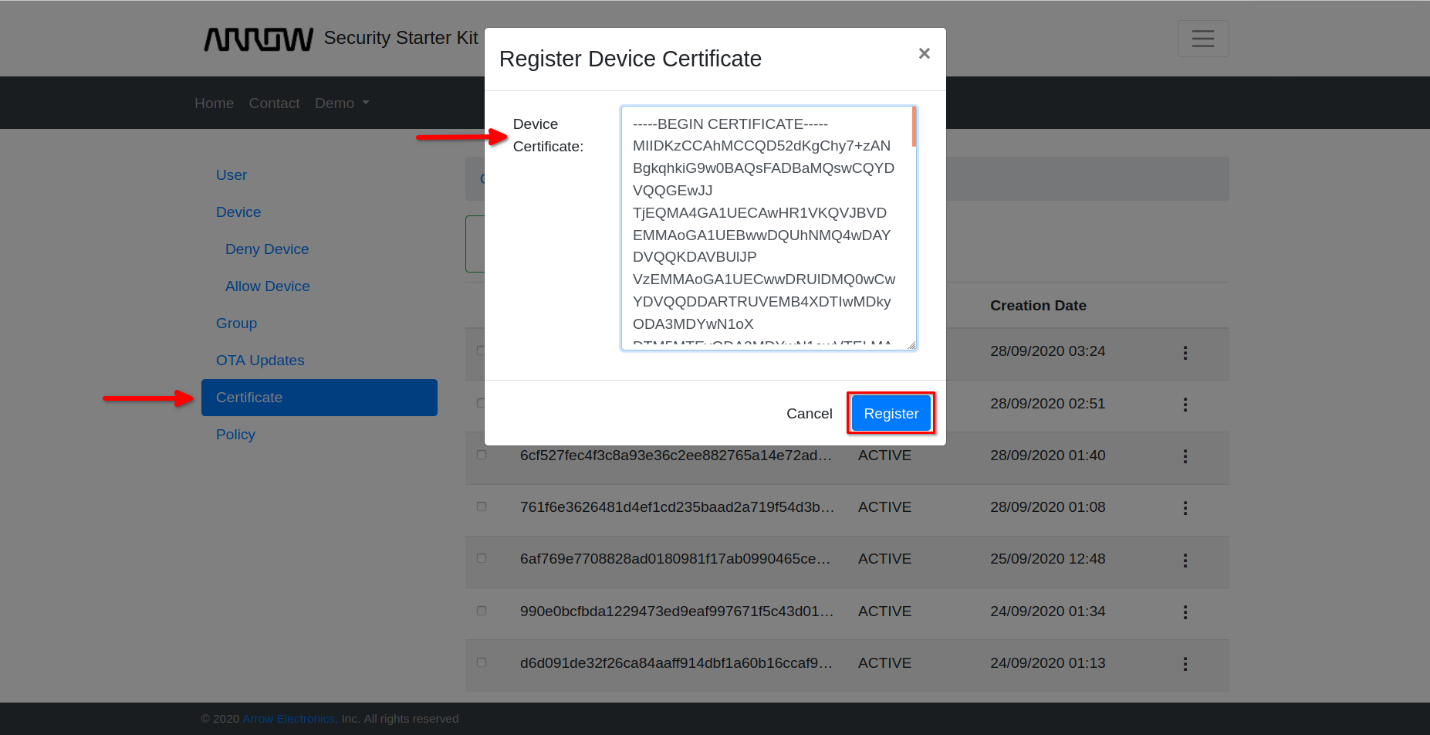 ARROW Security Starter Kit
Register Device Certificate
×
Home Contact Demo
Device
Certificate:
-----BEGIN CERTIFICATE-----
MIIDKzCCAhMCCQD52dKgChy7+zAN
BgkqhkiG9w0BAQsFADBaMQswCQYD
VQQGEwJJ
TjEQMA4GA1UECAwHR1VKQVJBVD
EMMAoGA1UEBwwDQUhNMQ4wDAY
DVQQKDAVBUlJP
VzEMMAoGA1UECwwDRUlDMQ0wCw
YDVQQDDARTRUVEMB4XDTIwMDky
ODA3MDYwN1oX
Cancel
Register
User
Device
Deny Device
Allow Device
Group
OTA Updates
Certificate
Policy
Creation Date
28/09/2020 03:24
28/09/2020 02:51
6cf527fec4f3c8a93e36c2ee882765a14e72ad... ACTIVE 28/09/2020 01:40
761f6e3626481d4ef1cd235baad2a719f54d3b... ACTIVE 28/09/2020 01:08
6af769e7708828ad0180981f17ab0990465ce... ACTIVE 25/09/2020 12:48
990e0bcfbda1229473ed9eaf997671f5c43d01... ACTIVE 24/09/2020 01:34
d6d091de32f26ca84aaff914dbf1a60b16ccaf9... ACTIVE 24/09/2020 01:13
© 2020 Arrow Electronics, Inc. All rights reserved